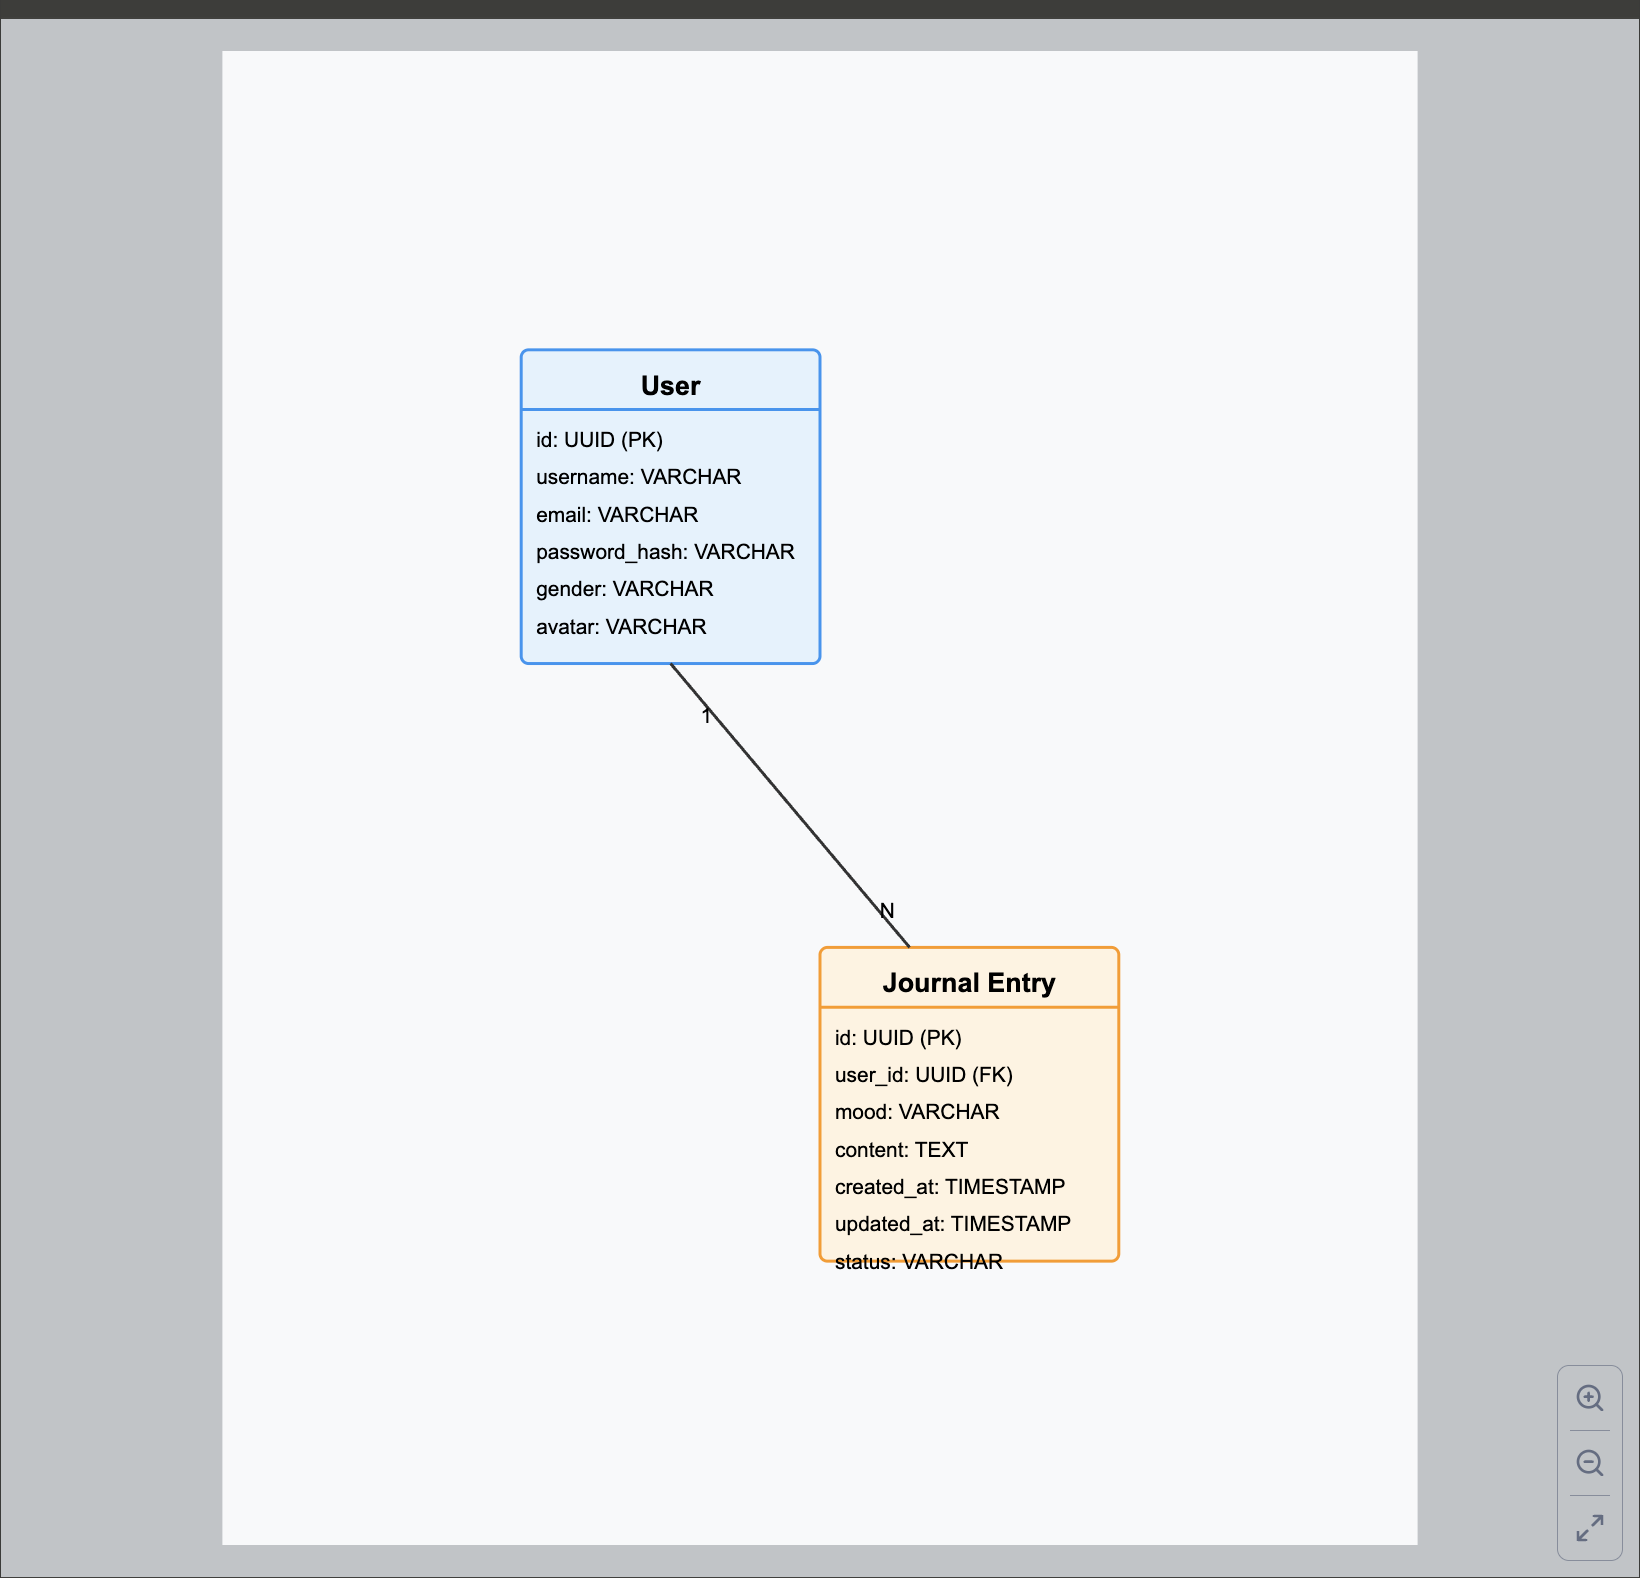 User
id: UUID (PK)
username: VARCHAR
email: VARCHAR
password_hash: VARCHAR
gender: VARCHAR
avatar: VARCHAR
1
N
Journal Entry
id: UUID (PK)
user_id: UUID (FK)
mood: VARCHAR
content: TEXT
created_at: TIMESTAMP
updated_at: TIMESTAMP
status: VARCHAR